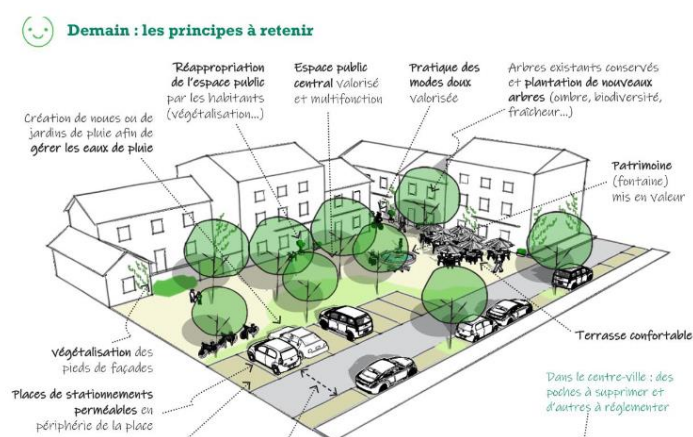 Demain : les principes à retenir
Création de noues ou de
jardins de pluie afin de
gérer les eaux de pluie
Réappropriation
de l'espace public
par les habitants
(végétalisation...)
Espace public
central valorisé
et multifonction
Pratique des
modes doux
valorisée
Arbres existants conservés
et plantation de nouveaux
arbres (ombre, biodiversité,
fraîcheur...)
Patrimoine
(fontaine)
mis en valeur
Terrasse confortable
Végétalisation des
pieds de façades
Places de stationnements
perméables en
périphérie de la place
Dans le centre-ville : des
poches à supprimer et
d'autres à réglementer